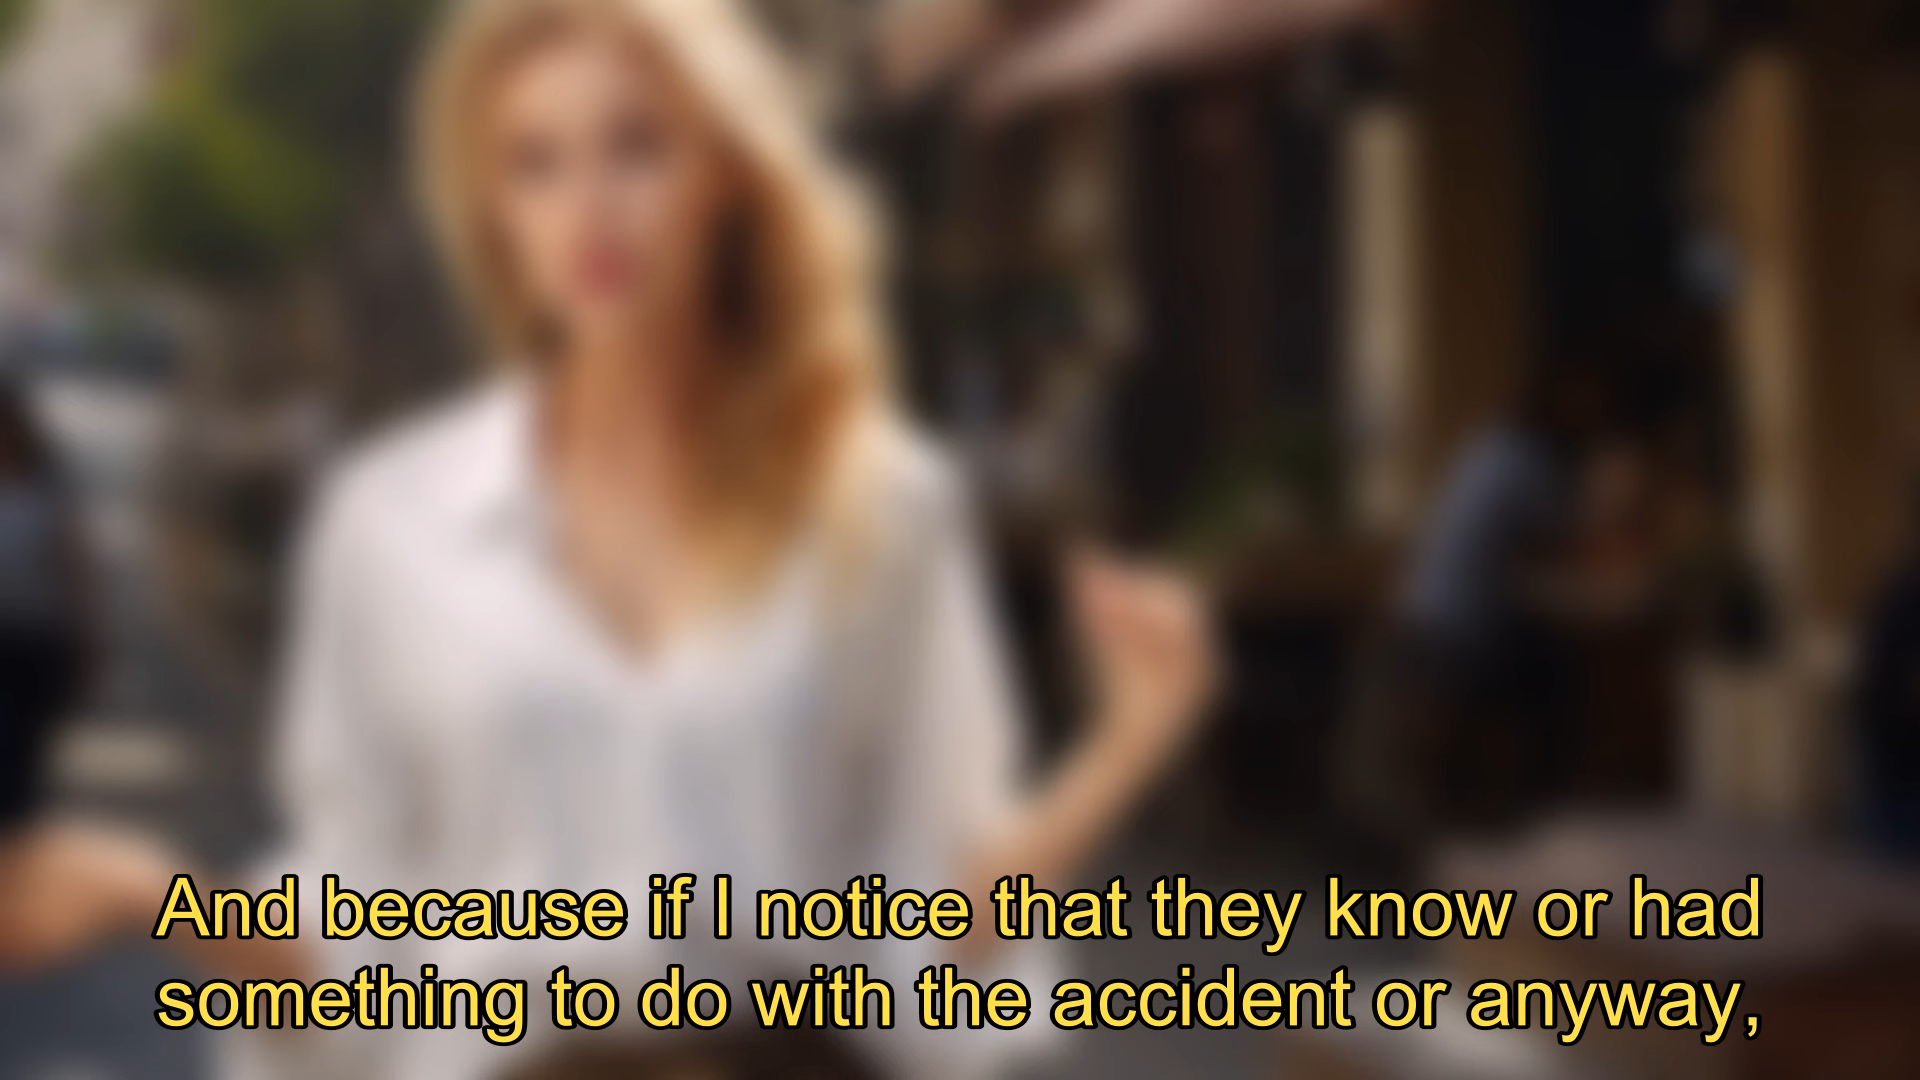 And because if I notice that they know or had
something to do with the accident or anyway,